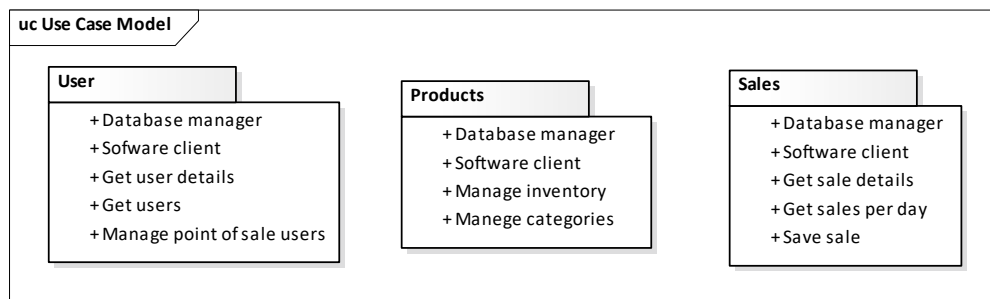 uc Use Case Model
User
+ Database manager
+ Sofware client
+ Get user details
+ Get users
+ Manage point of sale users
Products
+ Database manager
+ Software client
+ Manage inventory
+ Manege categories
Sales
+ Database manager
+ Software client
+ Get sale details
+ Get sales per day
+ Save sale